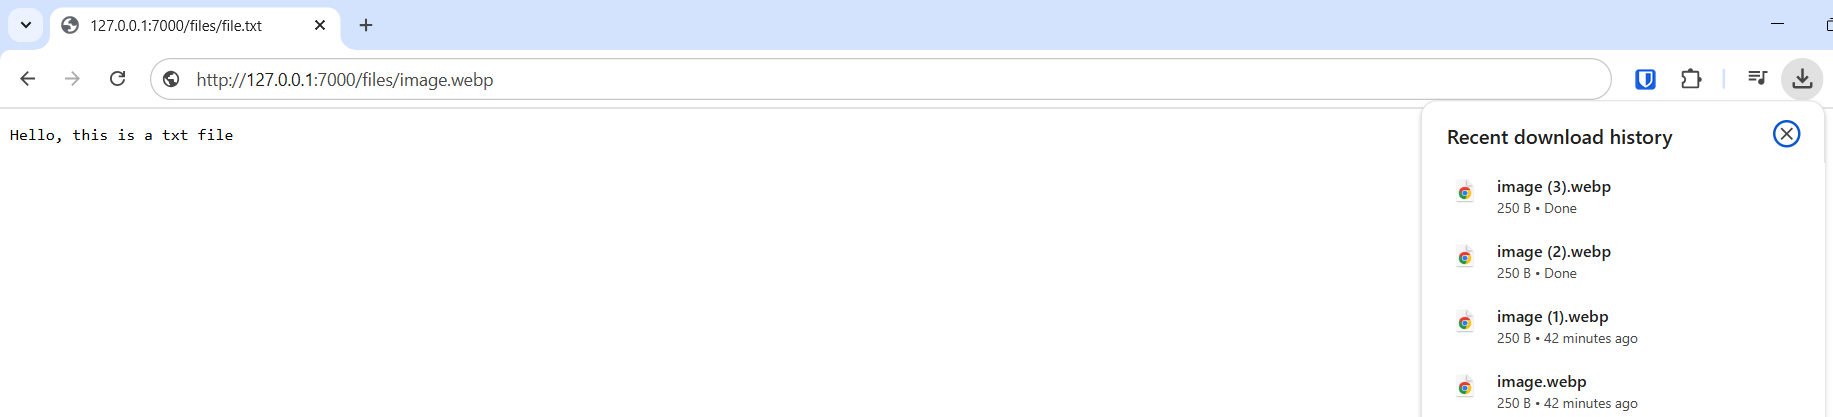 127.0.0.1:7000/files/file.txt
http://127.0.0.1:7000/files/image.webp
Hello, this is a txt file
Recent download history
image (3).webp
250 B • Done
image (2).webp
250 B • Done
image (1).webp
250 B • 42 minutes ago
image.webp
250 B • 42 minutes ago